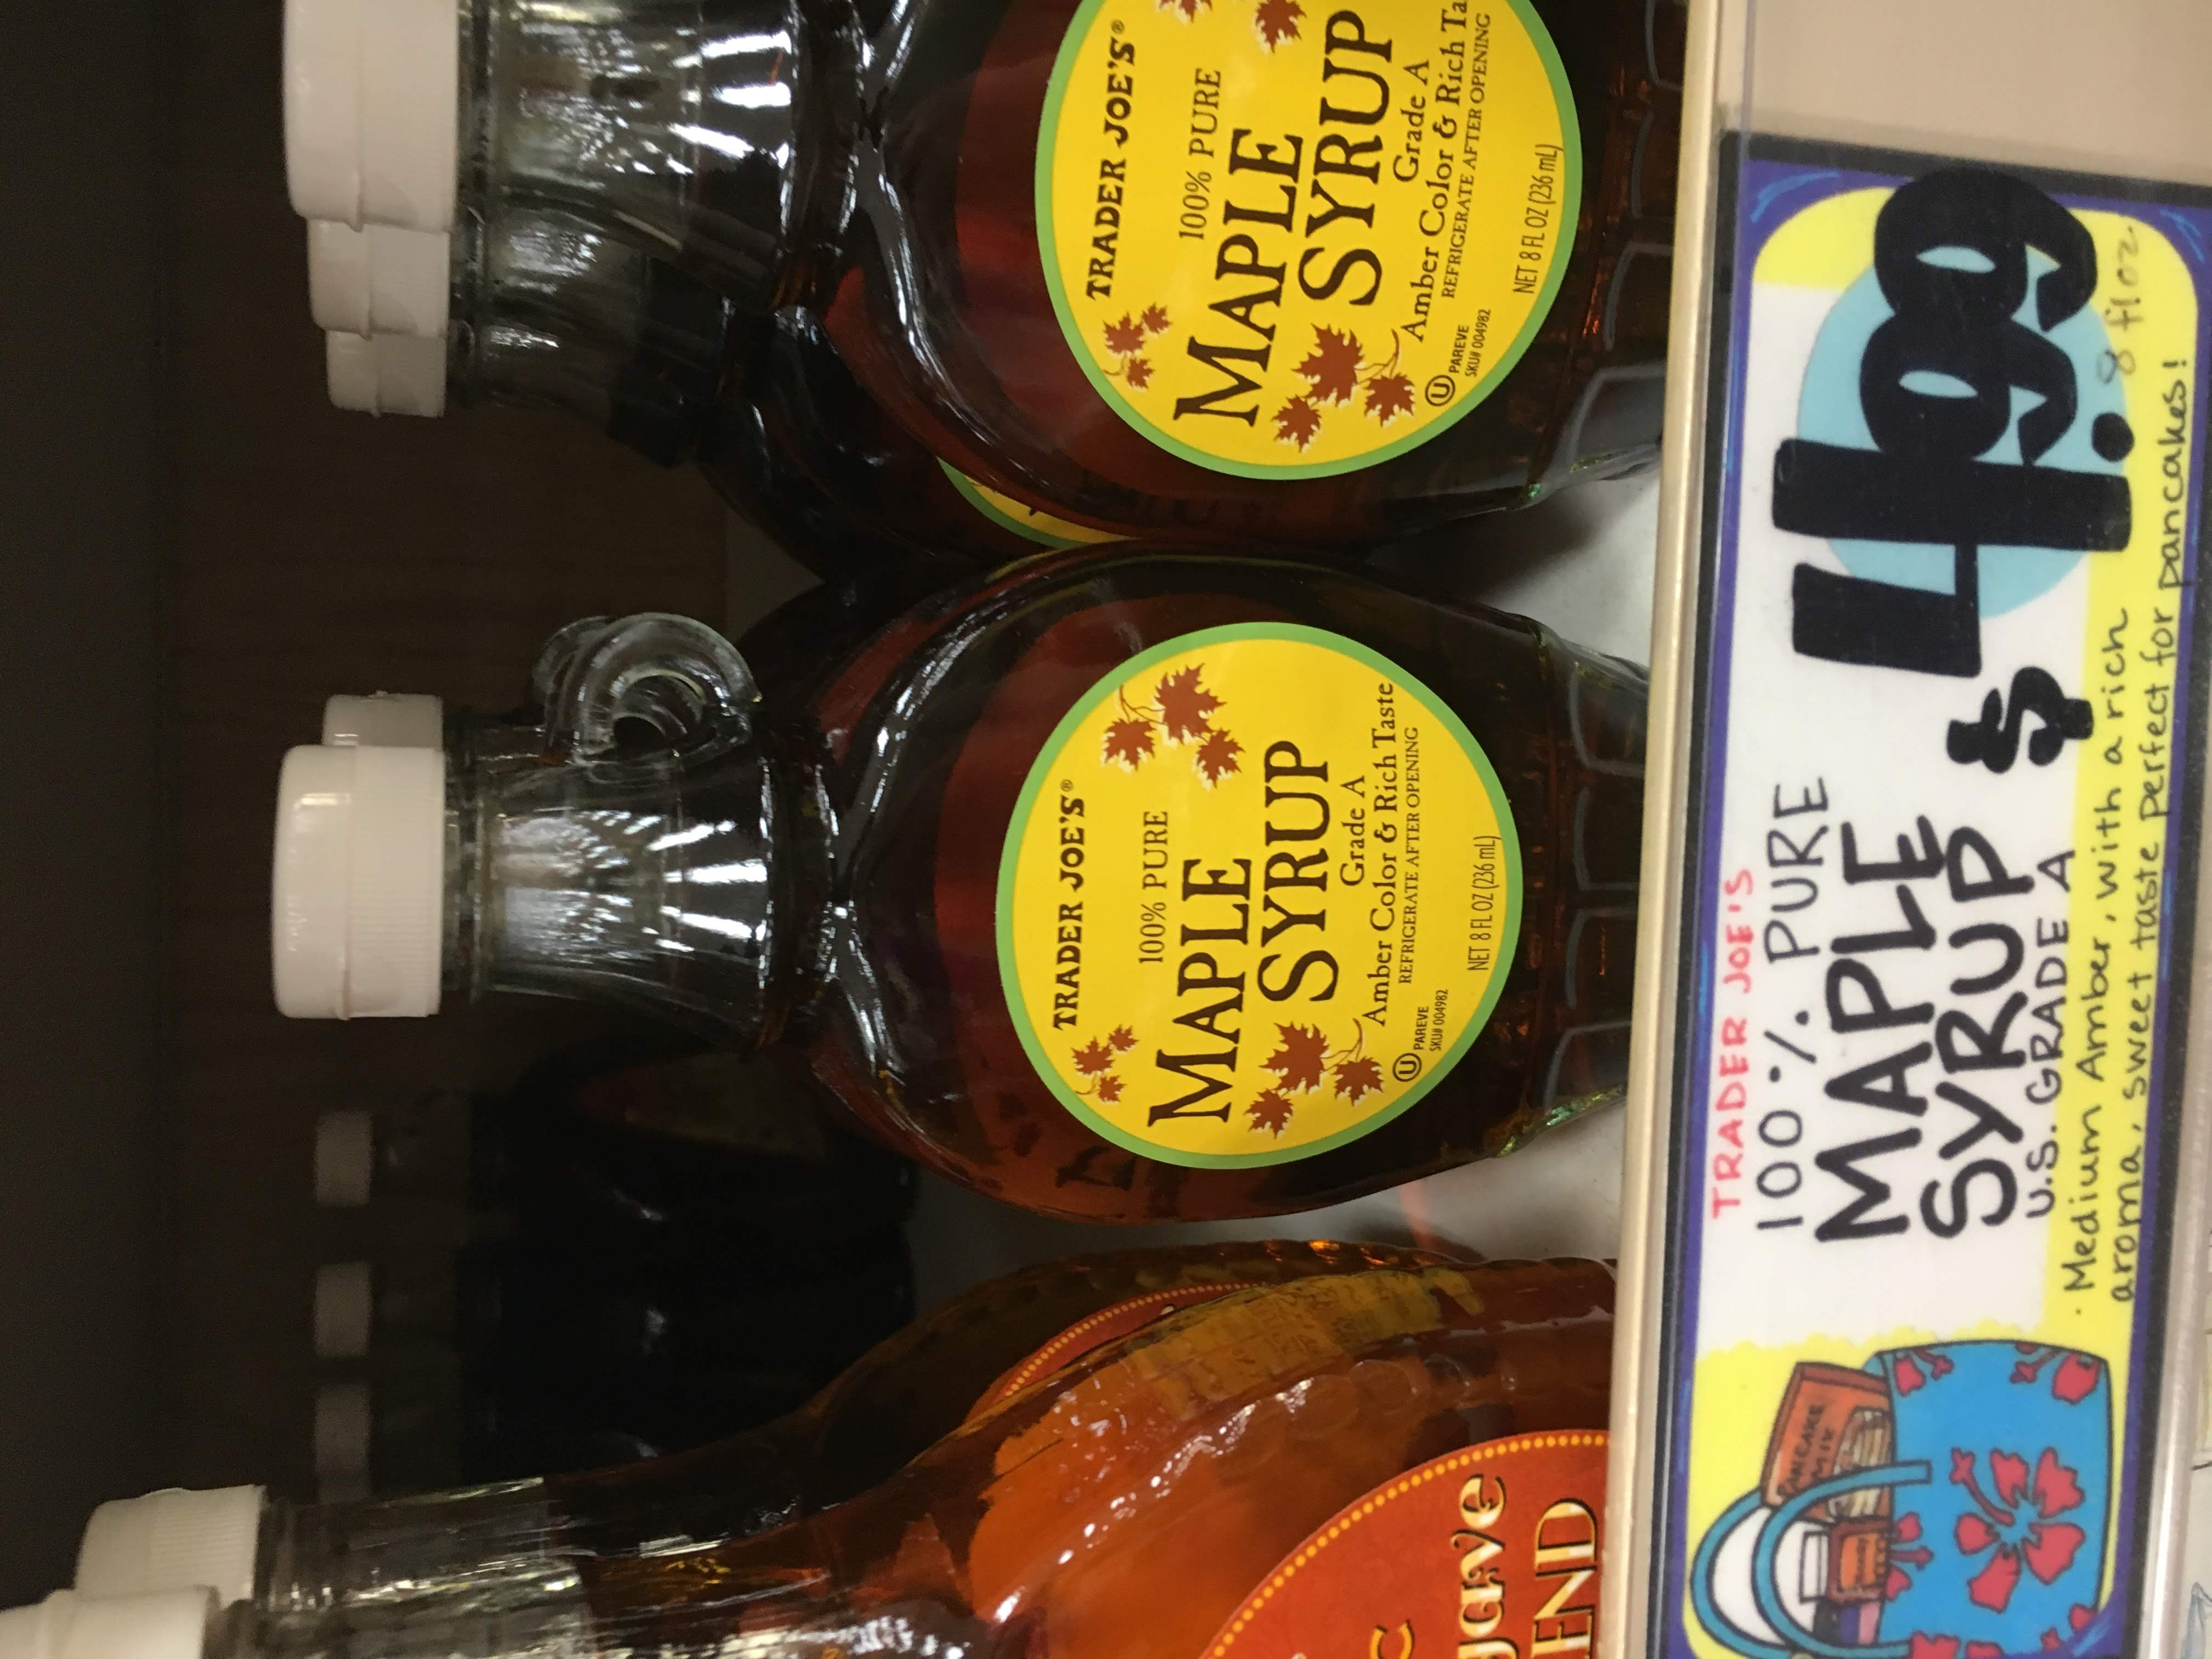 TRADER JOE'S®
100% PURE
MAPLE
SYRUP
Grade A
Amber Color & Rich Taste
REFRIGERATE AFTER OPENING
U PAREVE
SKU# 004982
NET 8 FL OZ (236 mL)
TRADER JOE'S®
100% PURE
MAPLE
SYRUP
Grade A
Amber Color & Rich Ta
REFRIGERATE AFTER OPENING
U PAREVE
SKU# 004982
NET 8 FL OZ (236 mL)
C
gave
END
TRADER JOE'S
100% PURE
MAPLE
SYRUP
U.S. GRADE A
$4.99
8 fl oz.
· Medium Amber, with a rich
aroma, sweet taste perfect for pancakes!
PANCAKE
MIX